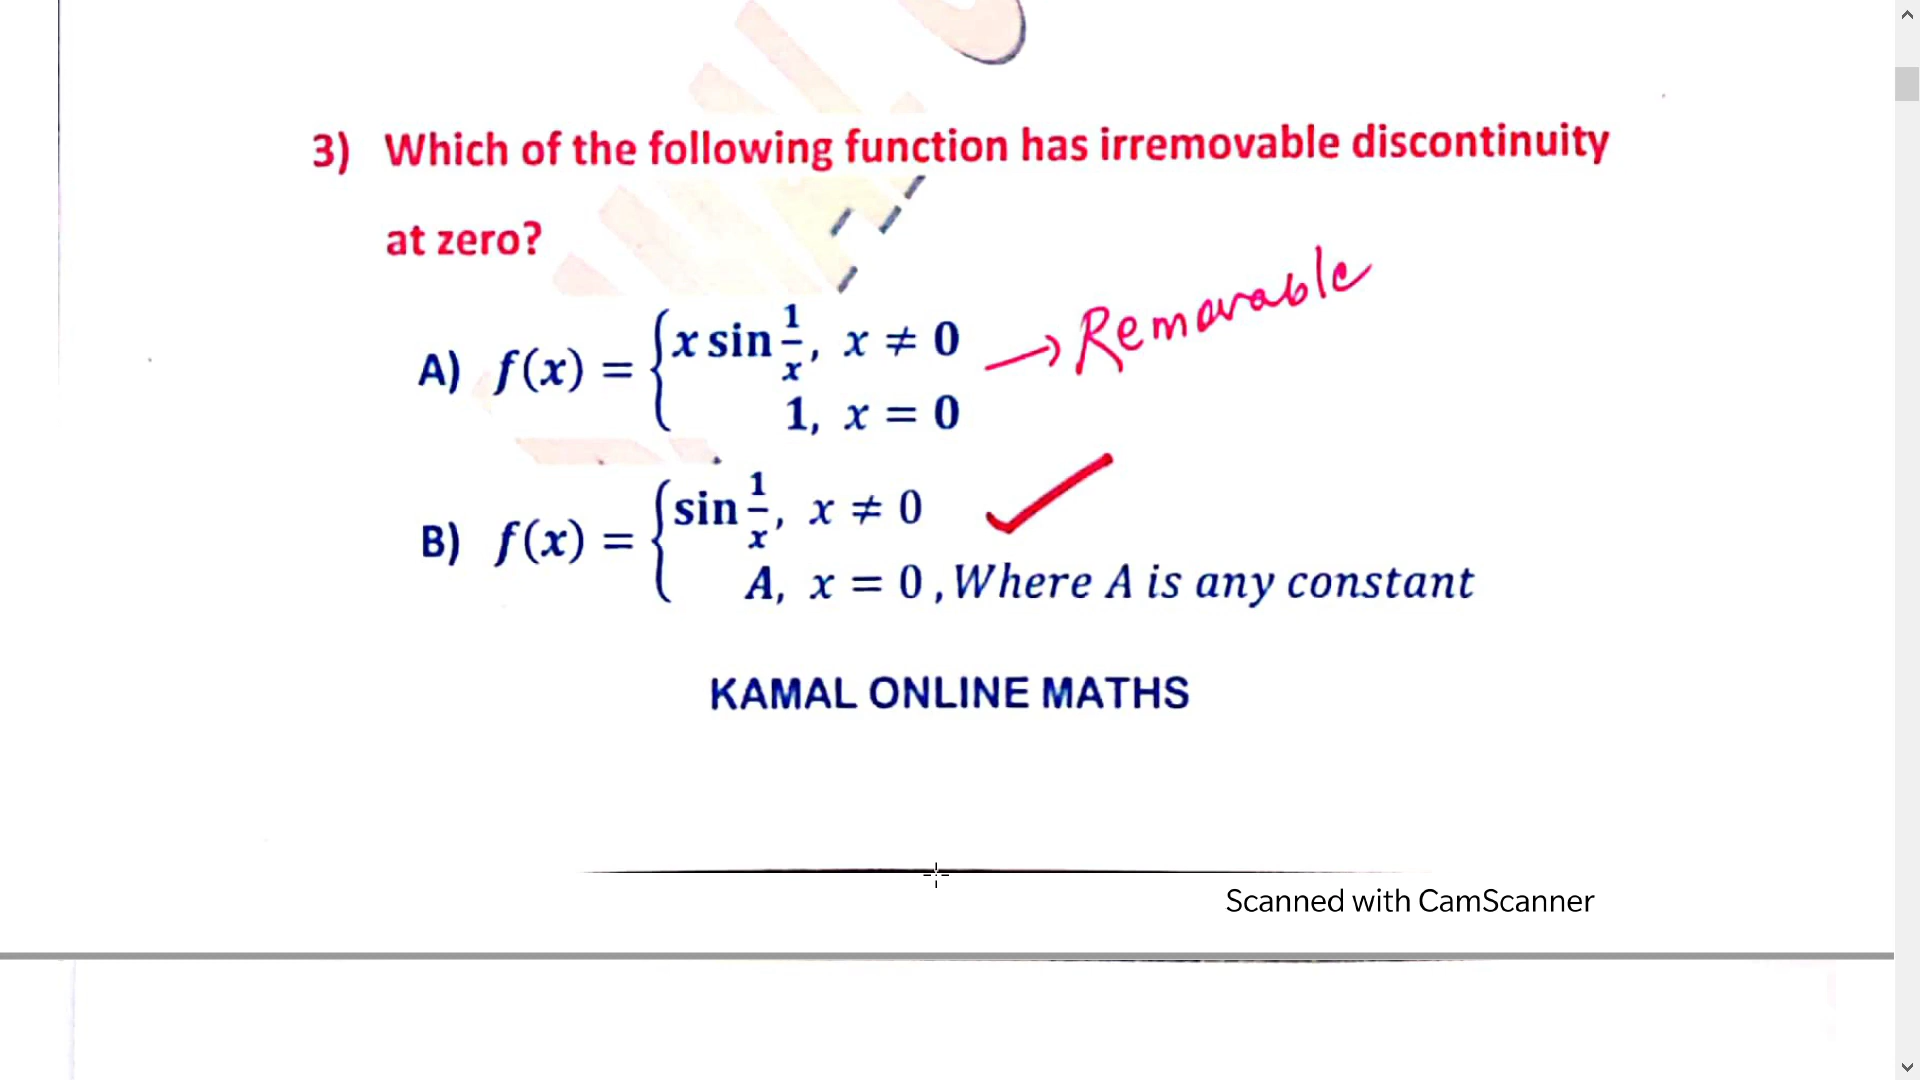 3) Which of the following function has irremovable discontinuity
at zero?
A) f(x) = { x sin 1/x, x ≠ 0
1, x = 0
→ Removable
B) f(x) = { sin 1/x, x ≠ 0
A, x = 0 , Where A is any constant
KAMAL ONLINE MATHS
Scanned with CamScanner